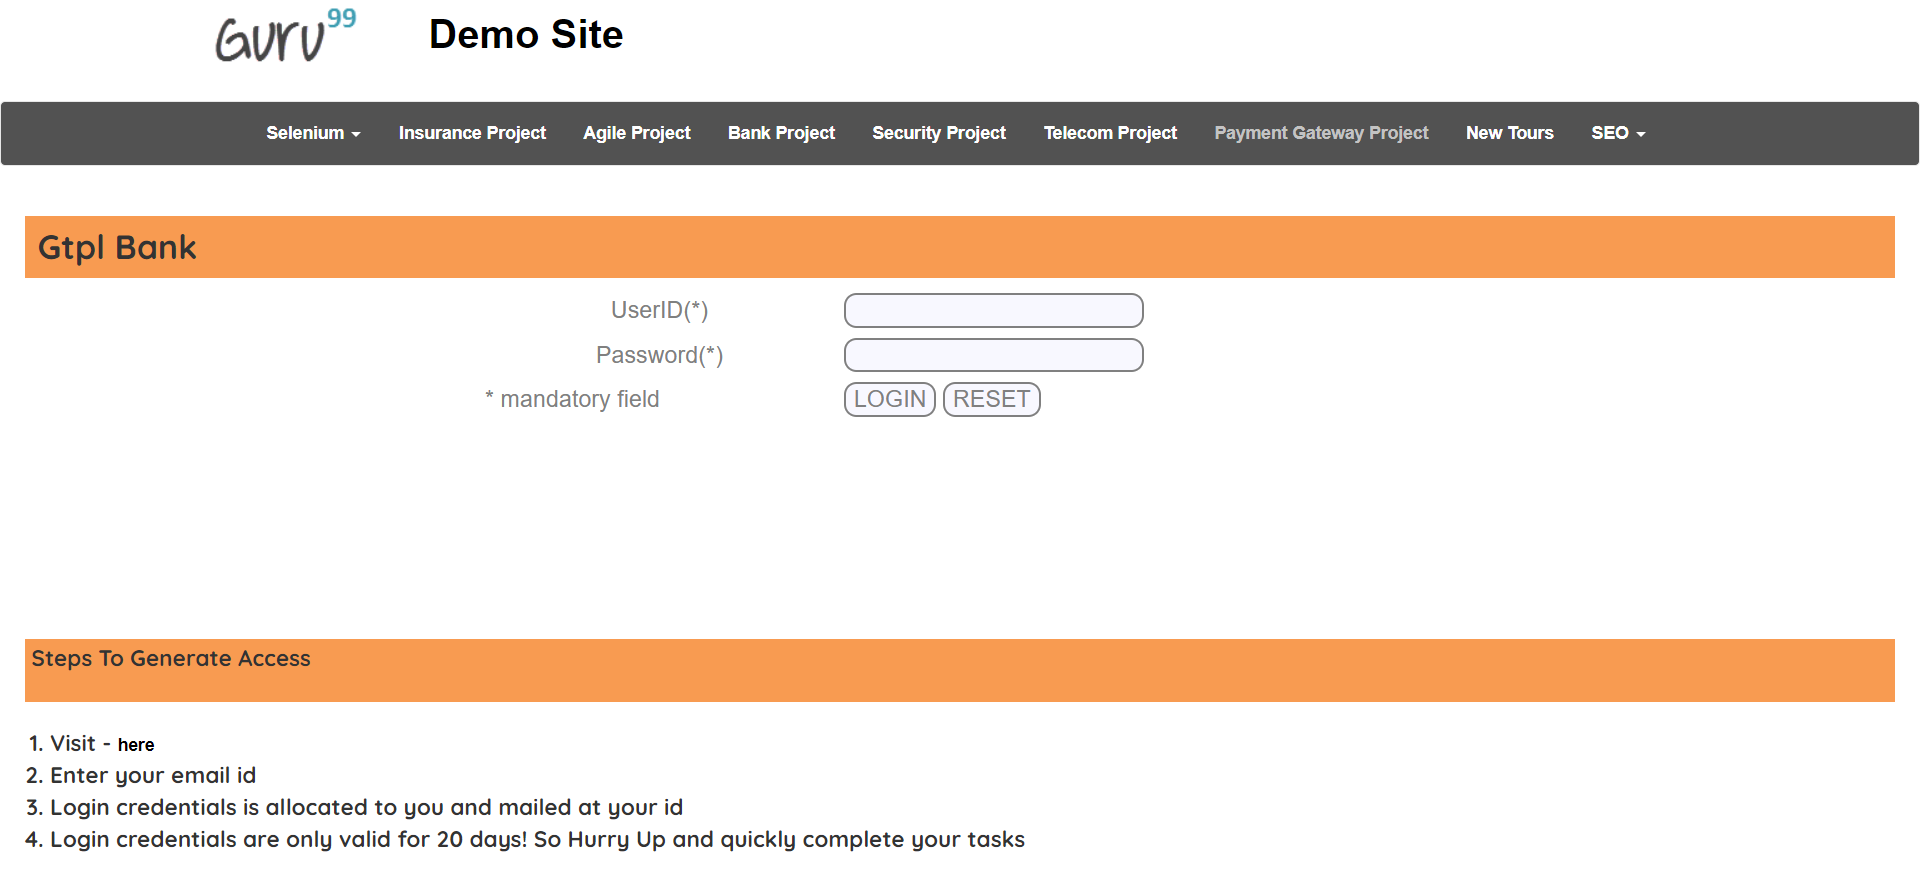 Guru99 Demo Site
Selenium Insurance Project Agile Project Bank Project Security Project Telecom Project Payment Gateway Project New Tours SEO
Gtpl Bank
UserID(*)
Password(*)
* mandatory field LOGIN RESET
Steps To Generate Access
1. Visit - here
2. Enter your email id
3. Login credentials is allocated to you and mailed at your id
4. Login credentials are only valid for 20 days! So Hurry Up and quickly complete your tasks